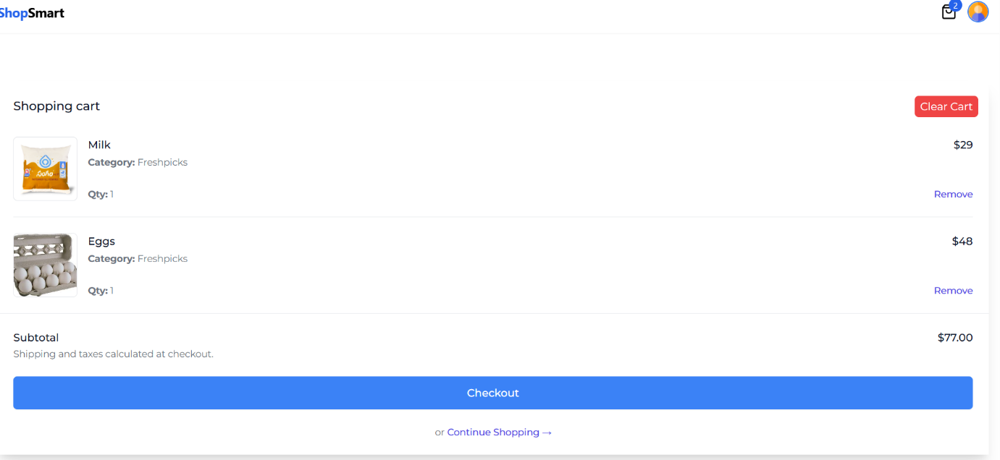 ShopSmart
2
Shopping cart
Clear Cart
Milk
$29
Category: Freshpicks
Qty: 1
Remove
Eggs
$48
Category: Freshpicks
Qty: 1
Remove
Subtotal
$77.00
Shipping and taxes calculated at checkout.
Checkout
or Continue Shopping →